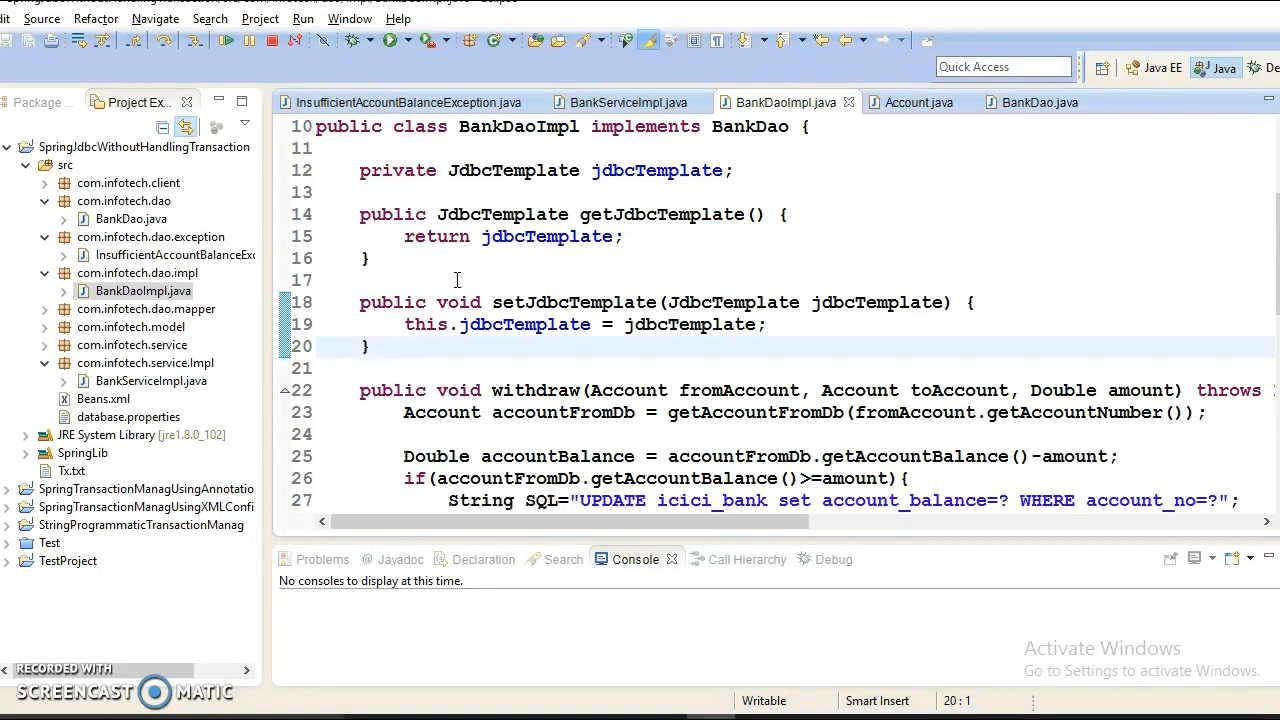 dit Source Refactor Navigate Search Project Run Window Help
Quick Access
Java EE
Java
De
Package ...
Project Ex...
InsufficientAccountBalanceException.java
BankServiceImpl.java
BankDaoImpl.java
Account.java
BankDao.java
SpringJdbcWithoutHandlingTransaction
src
com.infotech.client
com.infotech.dao
BankDao.java
com.infotech.dao.exception
InsufficientAccountBalanceExc
com.infotech.dao.impl
BankDaoImpl.java
com.infotech.dao.mapper
com.infotech.model
com.infotech.service
com.infotech.service.Impl
BankServiceImpl.java
Beans.xml
database.properties
JRE System Library [jre1.8.0_102]
SpringLib
Tx.txt
SpringTransactionManagUsingAnnotatio
SpringTransactionManagUsingXMLConfi
StringProgrammaticTransactionManag
Test
TestProject
10 public class BankDaoImpl implements BankDao {
11
12 private JdbcTemplate jdbcTemplate;
13
14 public JdbcTemplate getJdbcTemplate() {
15 return jdbcTemplate;
16 }
17
18 public void setJdbcTemplate(JdbcTemplate jdbcTemplate) {
19 this.jdbcTemplate = jdbcTemplate;
20 }
21
22 public void withdraw(Account fromAccount, Account toAccount, Double amount) throws
23 Account accountFromDb = getAccountFromDb(fromAccount.getAccountNumber());
24
25 Double accountBalance = accountFromDb.getAccountBalance()-amount;
26 if(accountFromDb.getAccountBalance()>=amount){
27 String SQL="UPDATE icici_bank set account_balance=? WHERE account_no=?";
Problems @ Javadoc Declaration Search Console Call Hierarchy Debug
No consoles to display at this time.
Activate Windows
Go to Settings to activate Windows.
RECORDED WITH
SCREENCAST MATIC
Writable Smart Insert 20 : 1